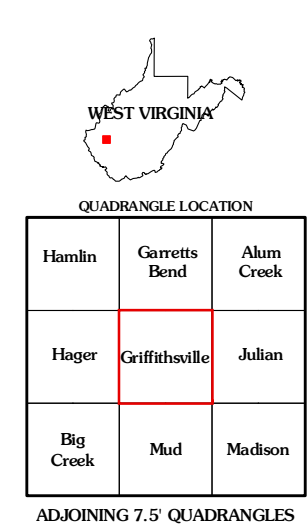 WEST VIRGINIA
QUADRANGLE LOCATION
Hamlin
Garretts
Bend
Alum
Creek
Hager
Griffithsville
Julian
Big
Creek
Mud
Madison
ADJOINING 7.5' QUADRANGLES